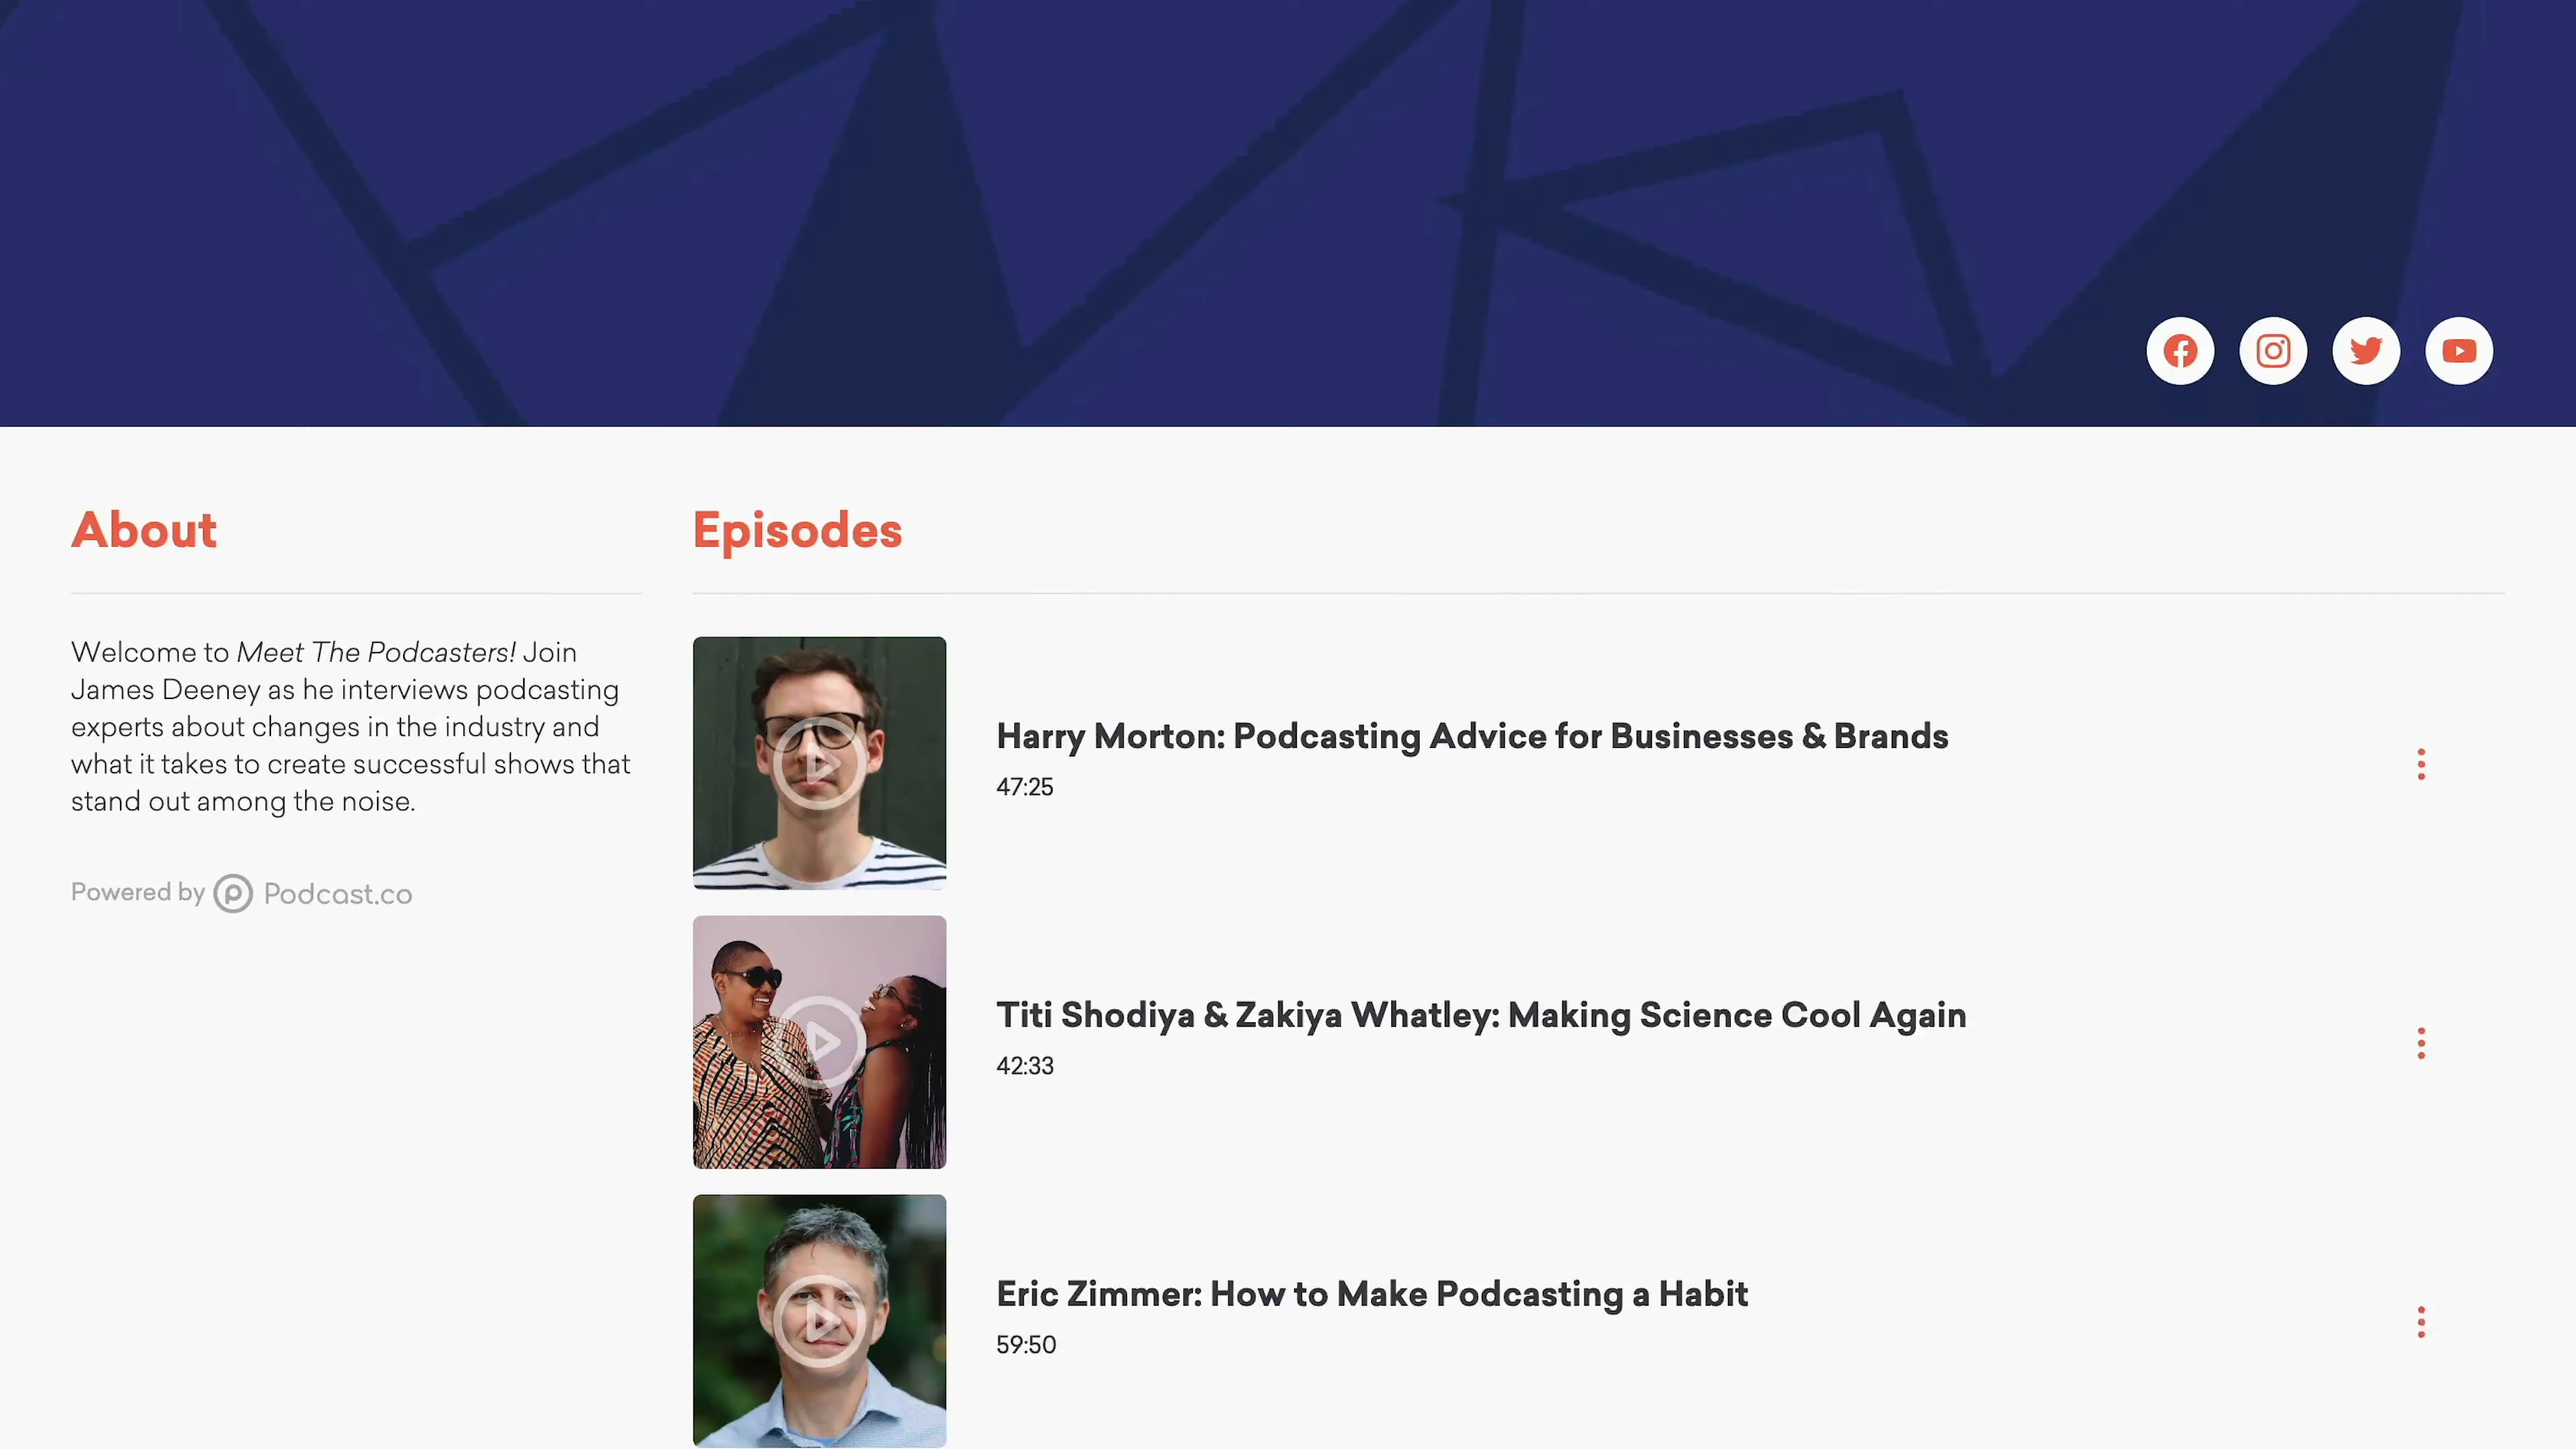 About
Welcome to Meet The Podcasters! Join
James Deeney as he interviews podcasting
experts about changes in the industry and
what it takes to create successful shows that
stand out among the noise.
Powered by Podcast.co
Episodes
Harry Morton: Podcasting Advice for Businesses & Brands
47:25
Titi Shodiya & Zakiya Whatley: Making Science Cool Again
42:33
Eric Zimmer: How to Make Podcasting a Habit
59:50